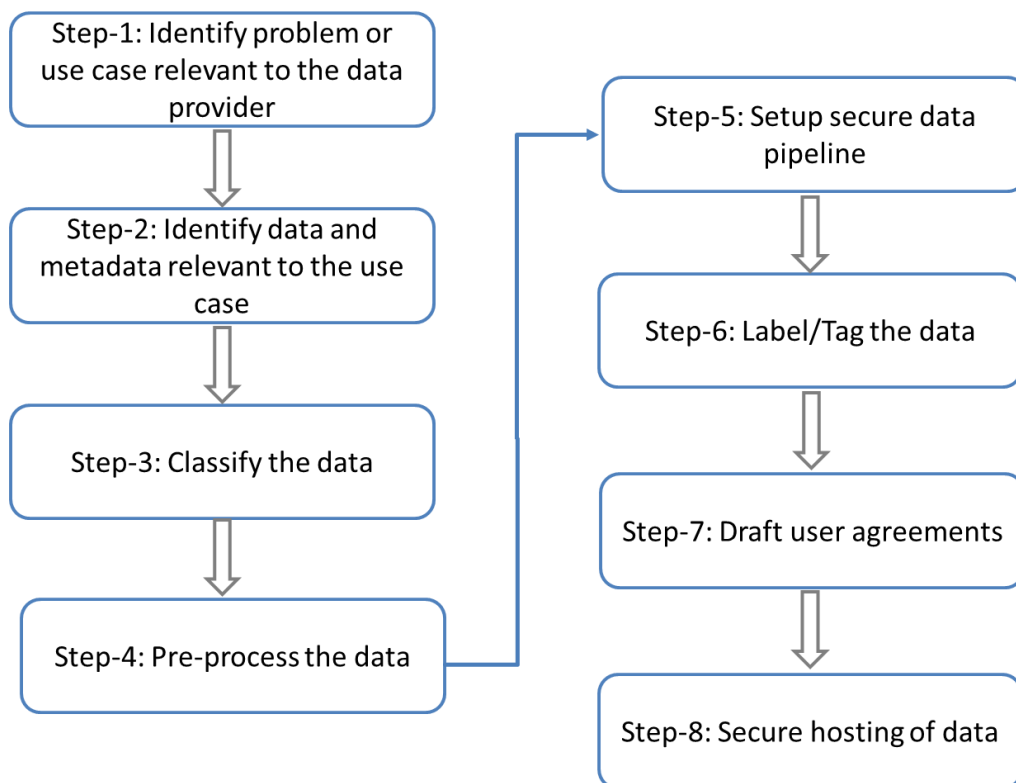 Step-1: Identify problem or
use case relevant to the data
provider
Step-2: Identify data and
metadata relevant to the use
case
Step-3: Classify the data
Step-4: Pre-process the data
Step-5: Setup secure data
pipeline
Step-6: Label/Tag the data
Step-7: Draft user agreements
Step-8: Secure hosting of data